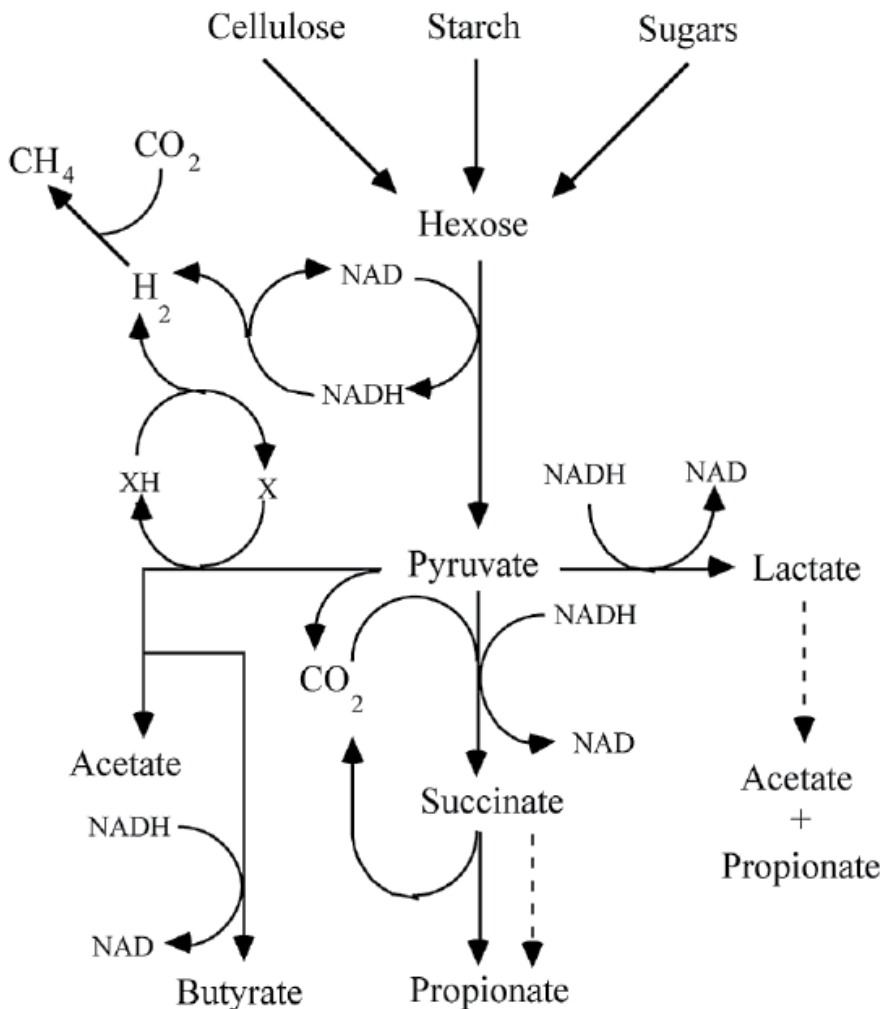 Cellulose Starch Sugars
CH4 CO2
Hexose
H2 NAD
NADH
XH X NADH NAD
Pyruvate Lactate
NADH
CO2
NAD
Acetate Succinate Acetate
+
NADH Propionate
NAD
Butyrate Propionate